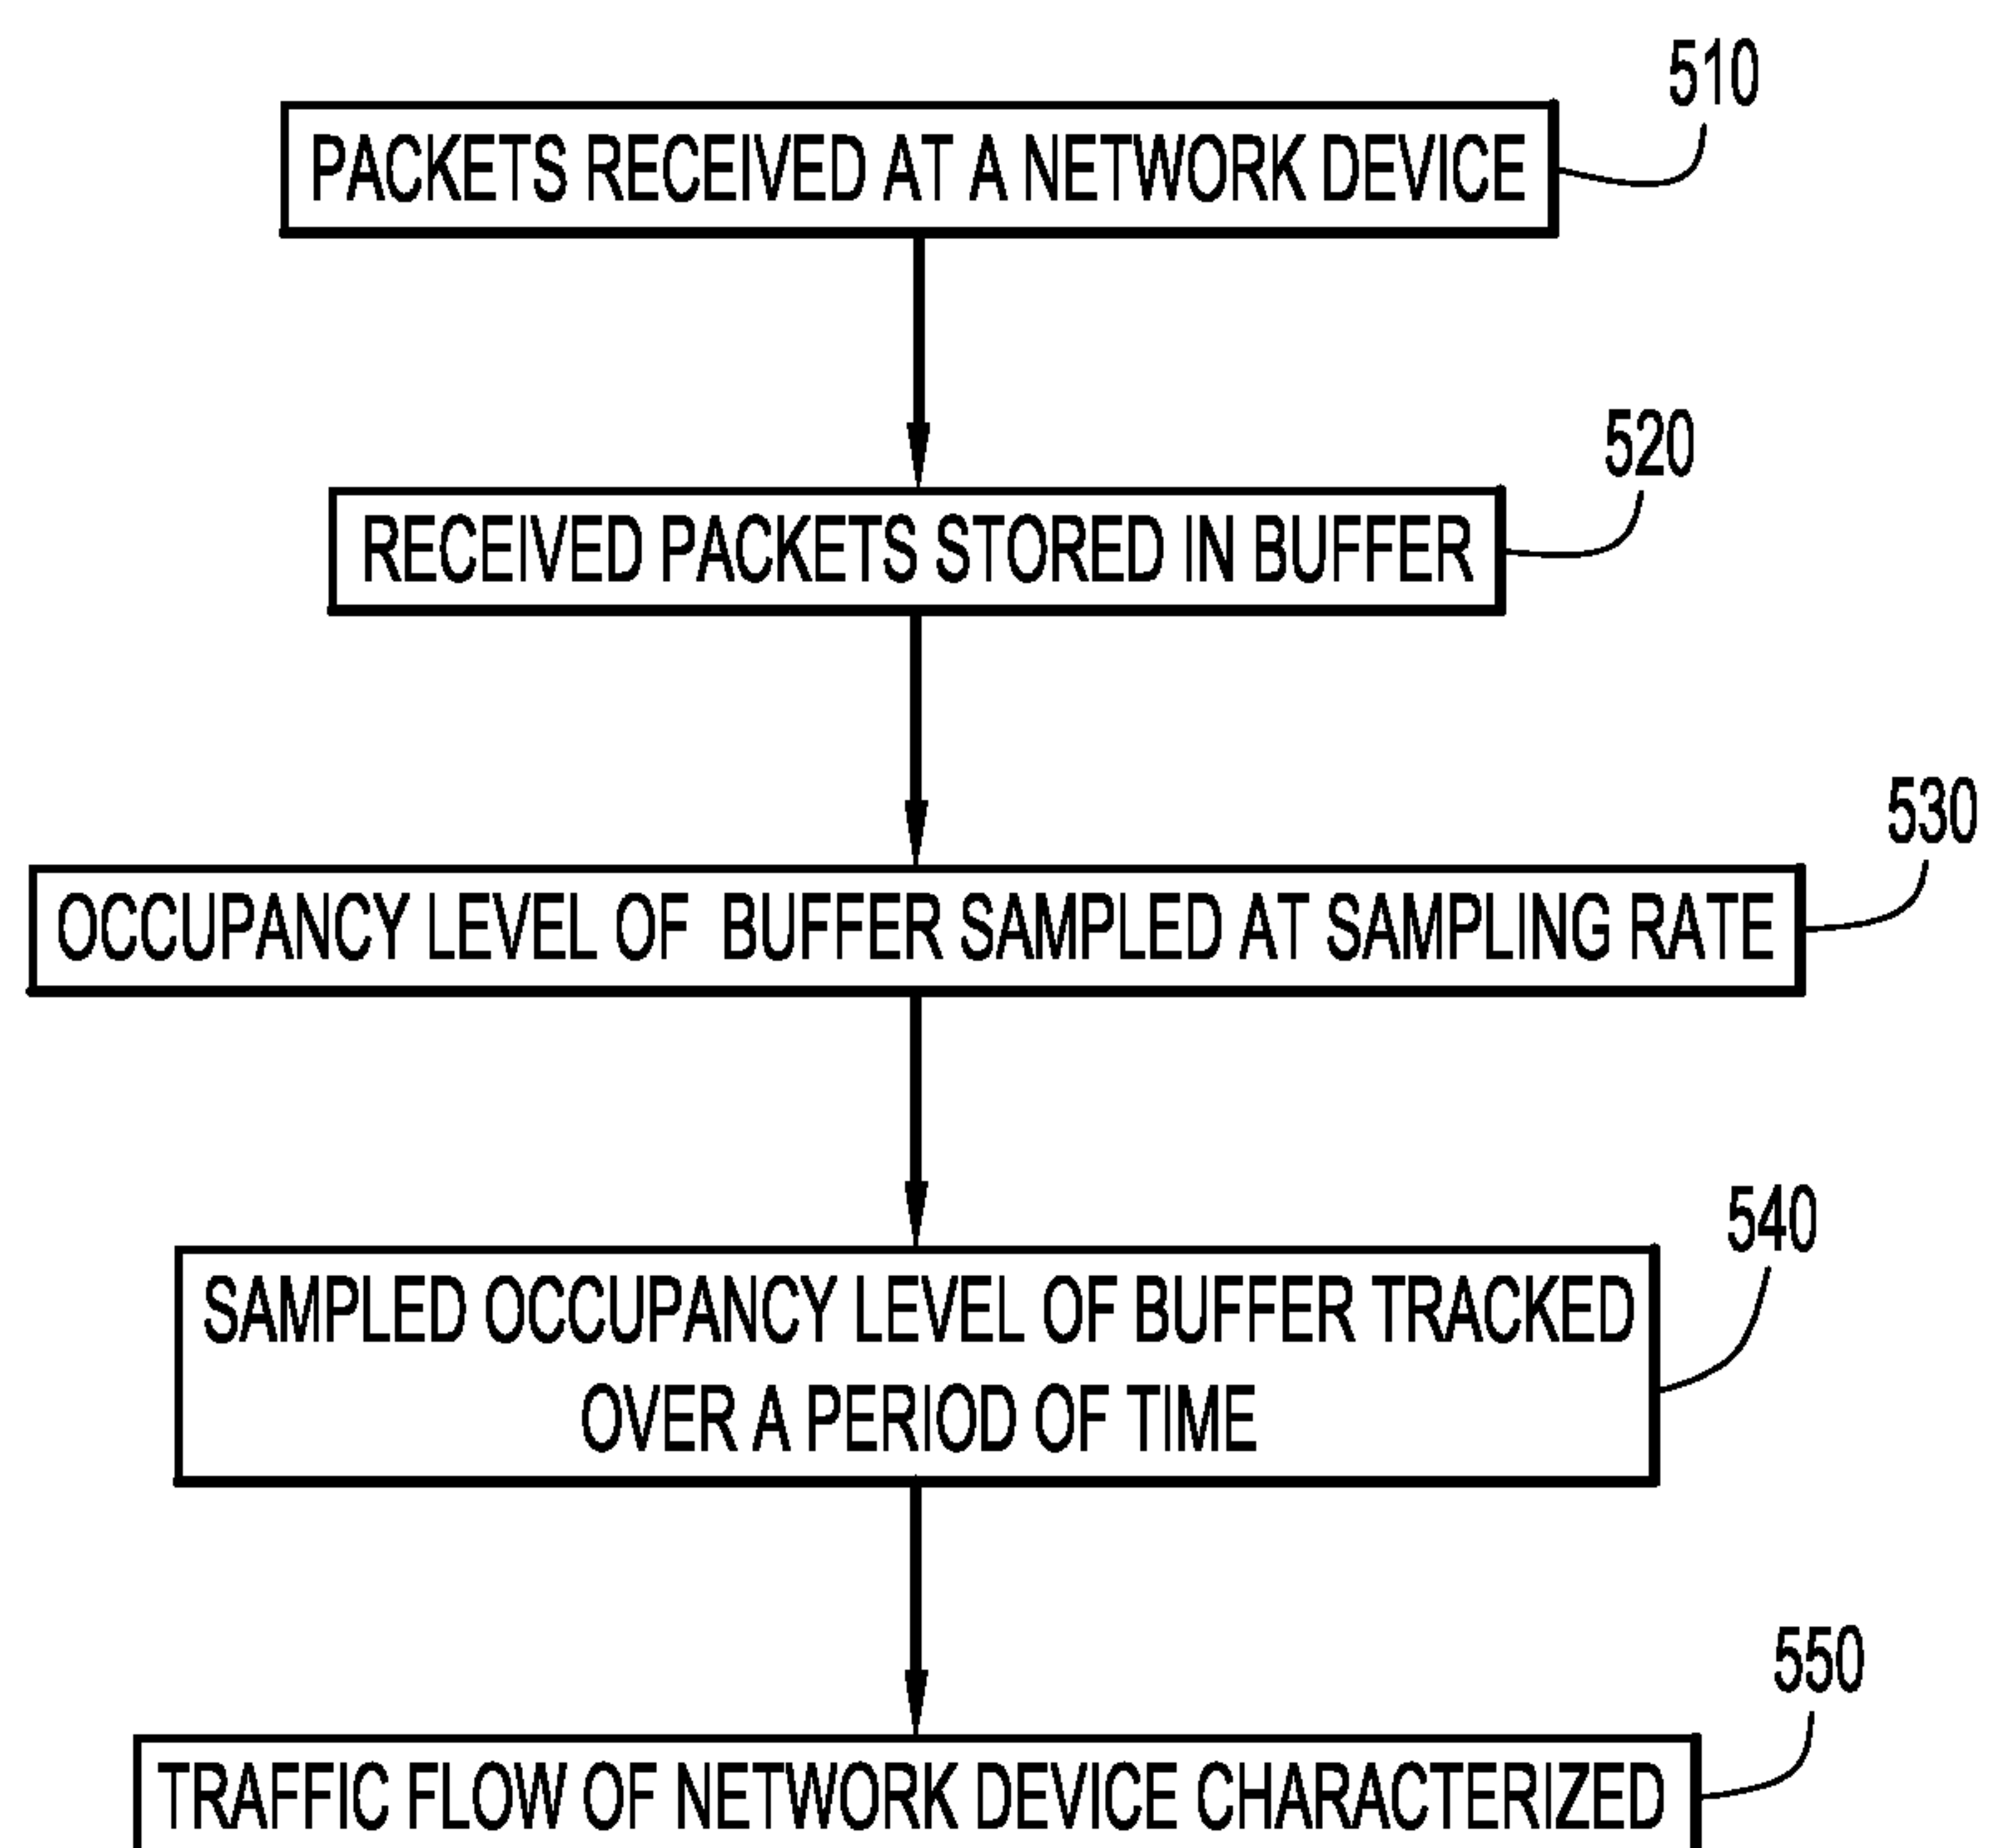 510
PACKETS RECEIVED AT A NETWORK DEVICE
520
RECEIVED PACKETS STORED IN BUFFER
530
OCCUPANCY LEVEL OF BUFFER SAMPLED AT SAMPLING RATE
540
SAMPLED OCCUPANCY LEVEL OF BUFFER TRACKED
OVER A PERIOD OF TIME
550
TRAFFIC FLOW OF NETWORK DEVICE CHARACTERIZED